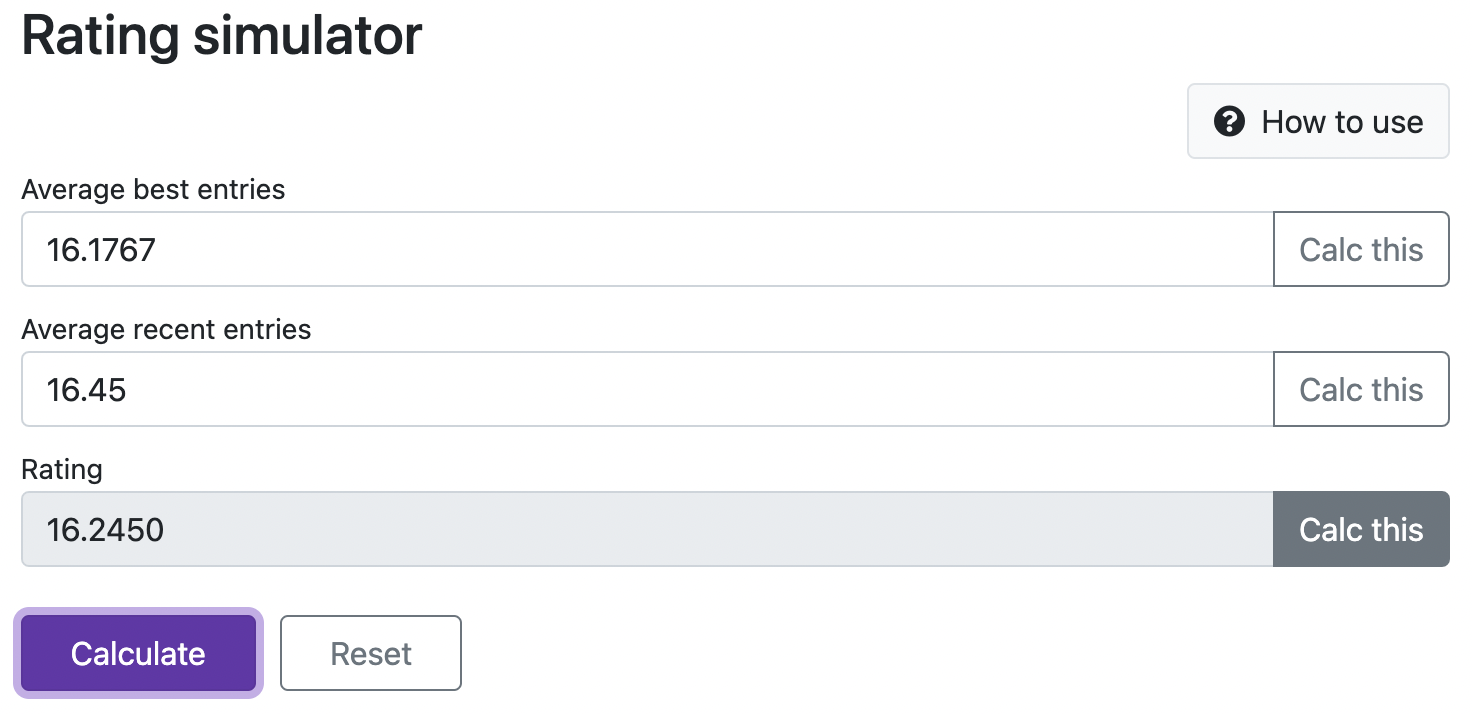 Rating simulator
How to use
Average best entries
16.1767
Calc this
Average recent entries
16.45
Calc this
Rating
16.2450
Calc this
Calculate
Reset